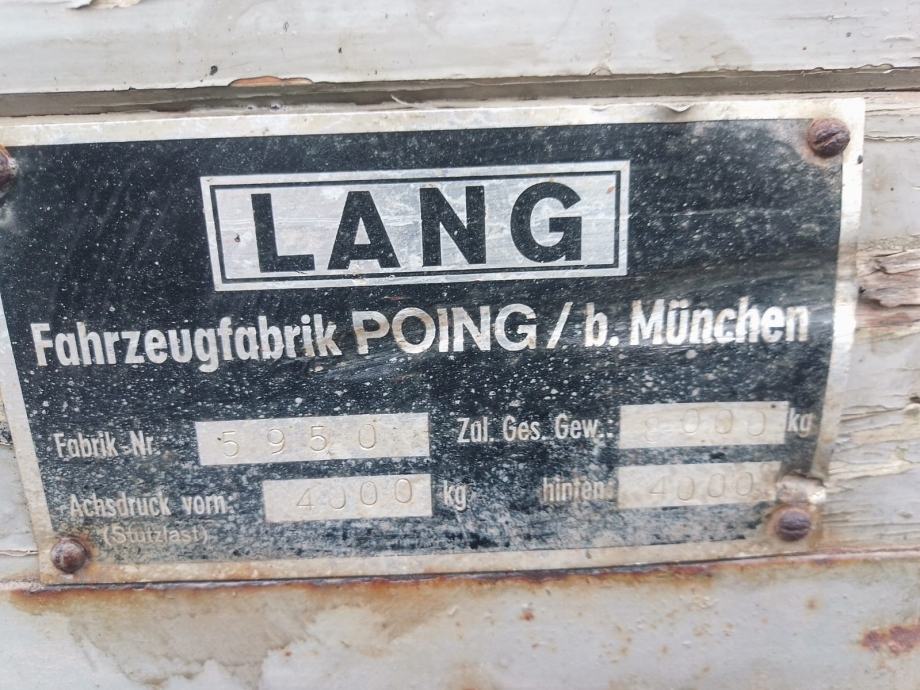 LANG
Fahrzeugfabrik POING / b. München
Fabrik-Nr. 5950 Zul. Ges. Gew.: 8000 kg
Achsdruck vorn: 4000 kg hinten: 4000
(Stützlast)